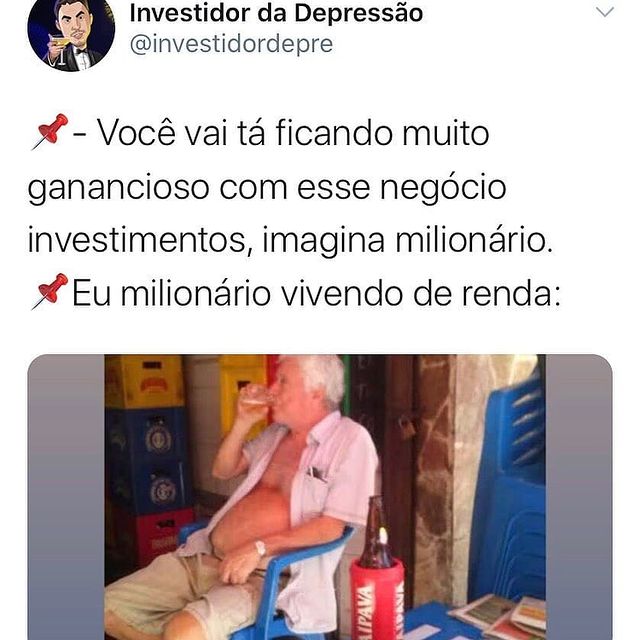 Investidor da Depressão
@investidordepre
📌- Você vai tá ficando muito
ganancioso com esse negócio
investimentos, imagina milionário.
📌Eu milionário vivendo de renda:
ITAIPAVA